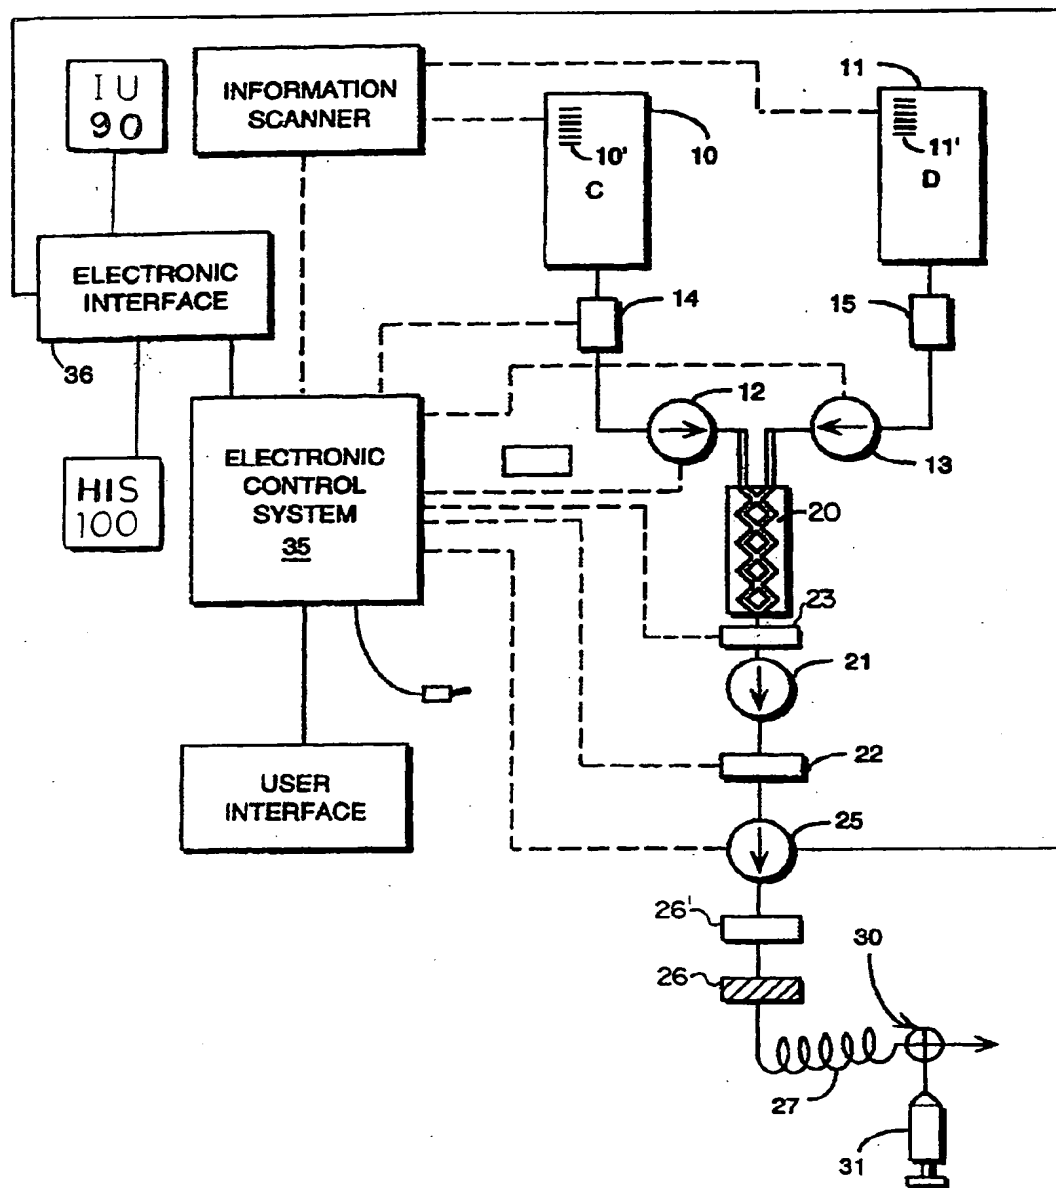 INFORMATION
SCANNER
IU
90
11
10'
10
C
11'
D
ELECTRONIC
INTERFACE
36
14
15
12
13
HIS
100
ELECTRONIC
CONTROL
SYSTEM
35
20
23
21
22
USER
INTERFACE
25
26'
26
30
27
31